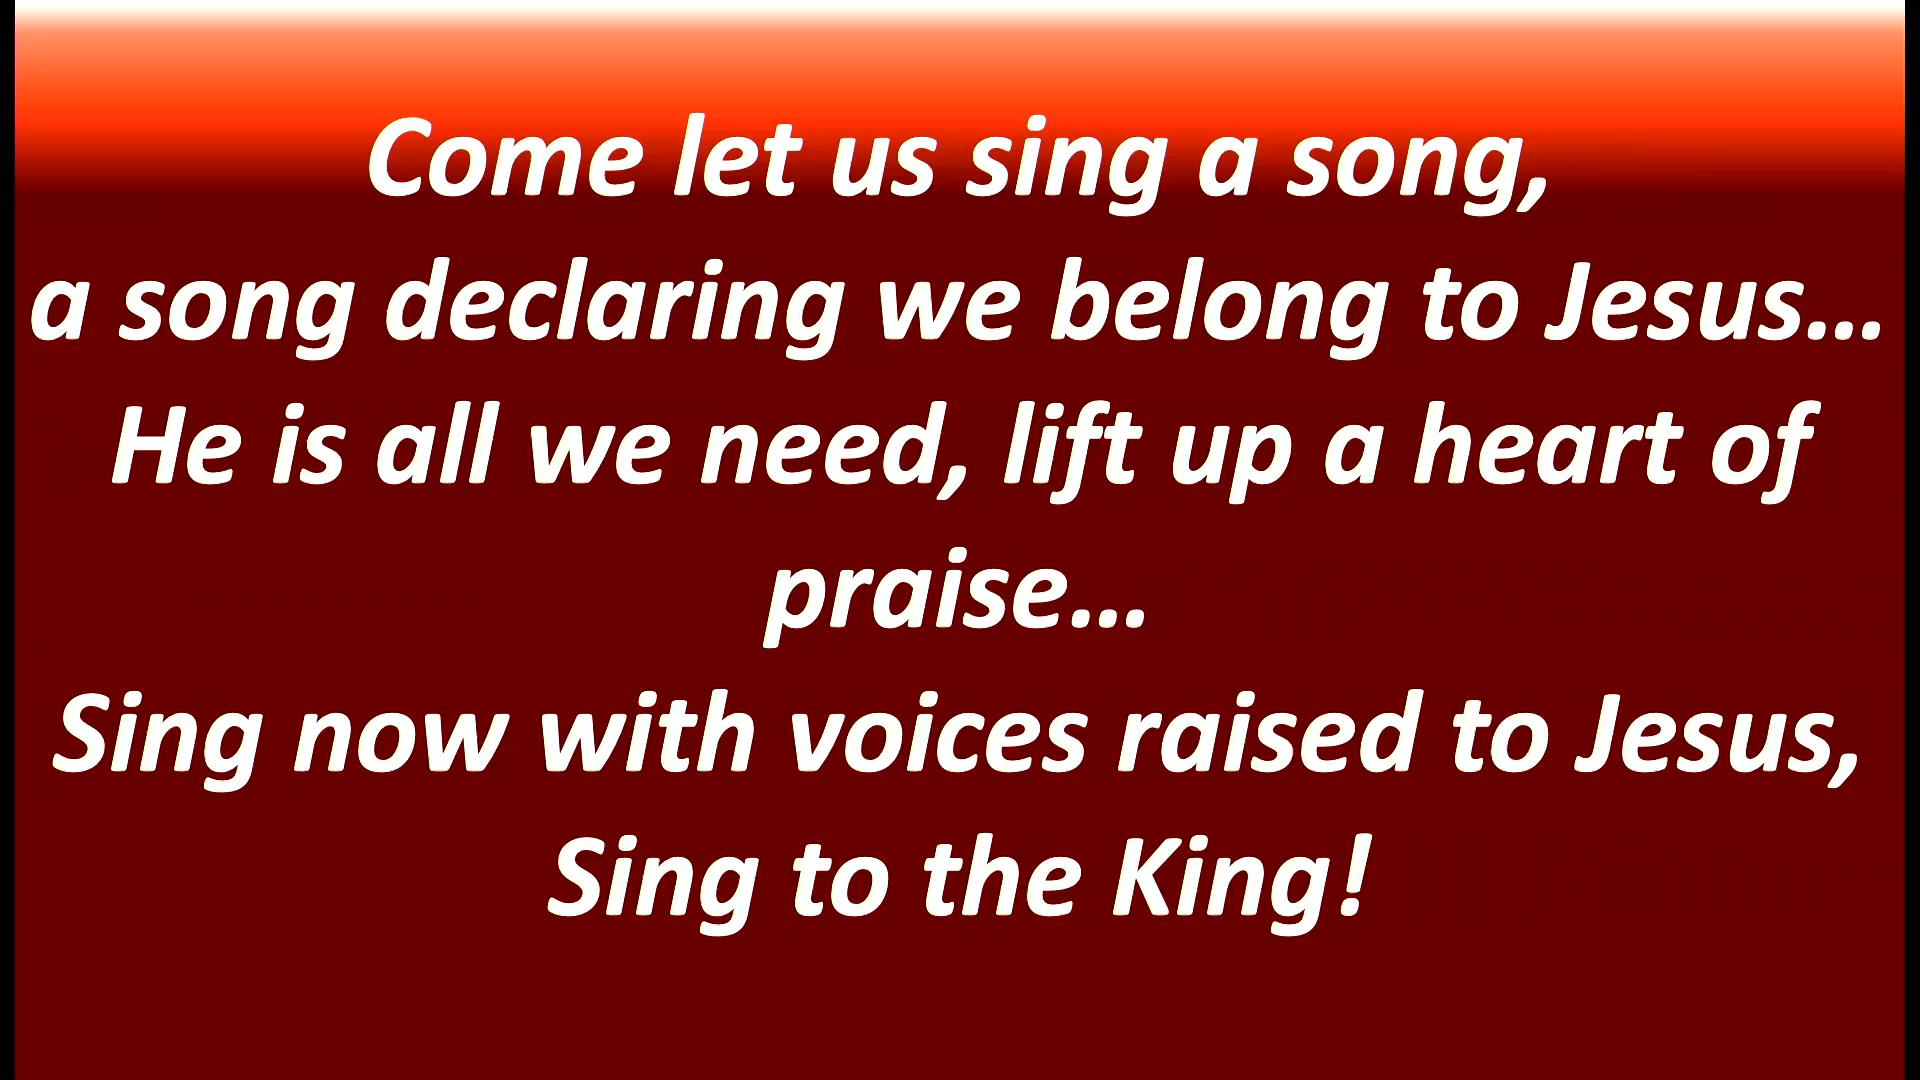 Come let us sing a song,
a song declaring we belong to Jesus...
He is all we need, lift up a heart of
praise...
Sing now with voices raised to Jesus,
Sing to the King!